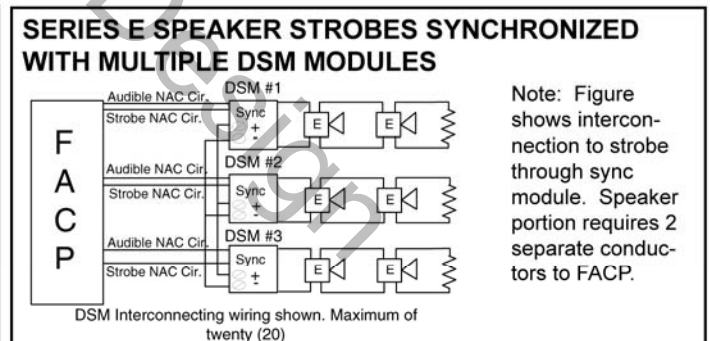 SERIES E SPEAKER STROBES SYNCHRONIZED
WITH MULTIPLE DSM MODULES
FACP
Audible NAC Cir.
Strobe NAC Cir.
DSM #1
Sync
+
-
E
E
Audible NAC Cir.
Strobe NAC Cir.
DSM #2
Sync
+
-
E
E
Audible NAC Cir.
Strobe NAC Cir.
DSM #3
Sync
+
-
E
E
DSM Interconnecting wiring shown. Maximum of
twenty (20)
Note: Figure
shows intercon-
nection to strobe
through sync
module. Speaker
portion requires 2
separate conduc-
tors to FACP.
Design